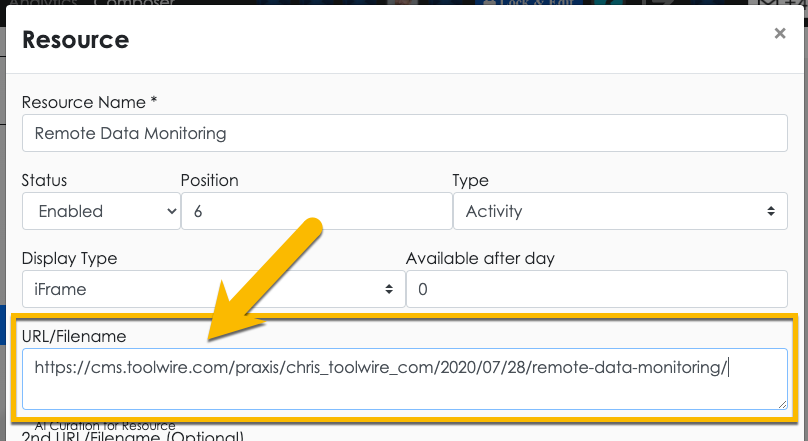 Analytics Composer Lock & Edit
Resource
×
Resource Name *
Remote Data Monitoring
Status Position Type
Enabled 6 Activity
Display Type Available after day
iFrame 0
URL/Filename
https://cms.toolwire.com/praxis/chris_toolwire_com/2020/07/28/remote-data-monitoring/
AI Curation for Resource
2nd URL/Filename (Optional)